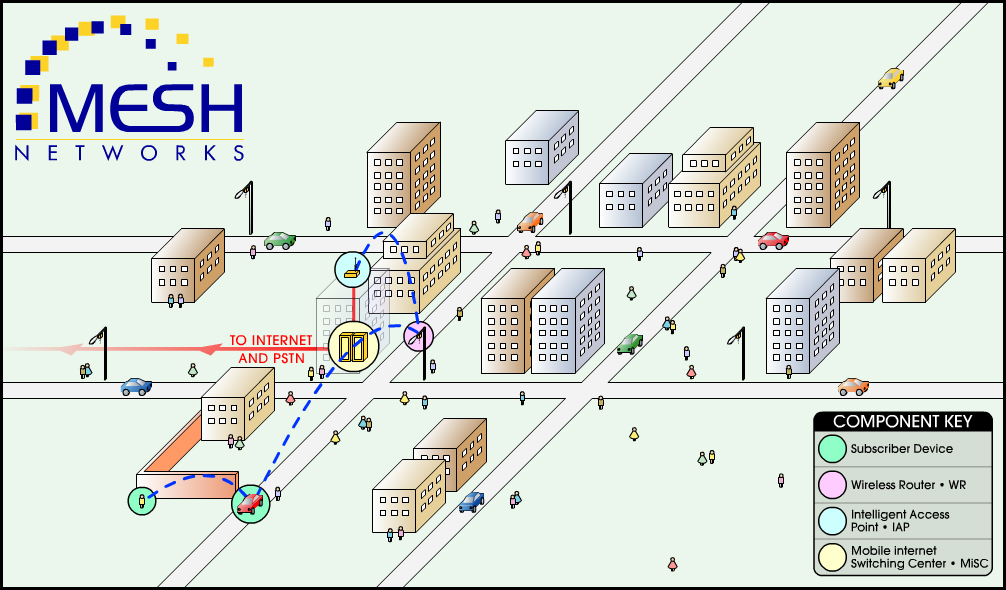 MESH
NETWORKS
TO INTERNET
AND PSTN
COMPONENT KEY
Subscriber Device
Wireless Router • WR
Intelligent Access
Point • IAP
Mobile internet
Switching Center • MiSC